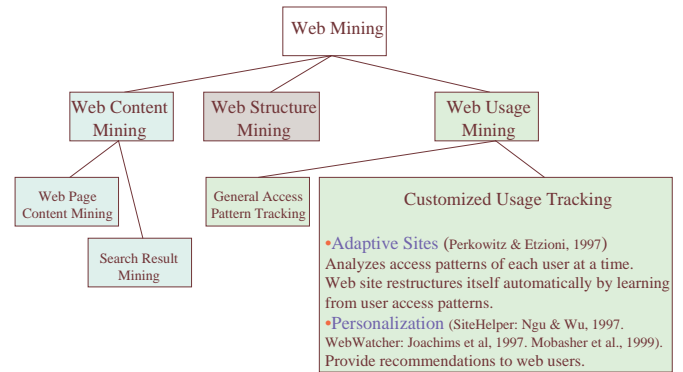 Web Mining
Web Content
Mining
Web Structure
Mining
Web Usage
Mining
Web Page
Content Mining
Search Result
Mining
General Access
Pattern Tracking
Customized Usage Tracking
•Adaptive Sites (Perkowitz & Etzioni, 1997)
Analyzes access patterns of each user at a time.
Web site restructures itself automatically by learning
from user access patterns.
•Personalization (SiteHelper: Ngu & Wu, 1997.
WebWatcher: Joachims et al, 1997. Mobasher et al., 1999).
Provide recommendations to web users.